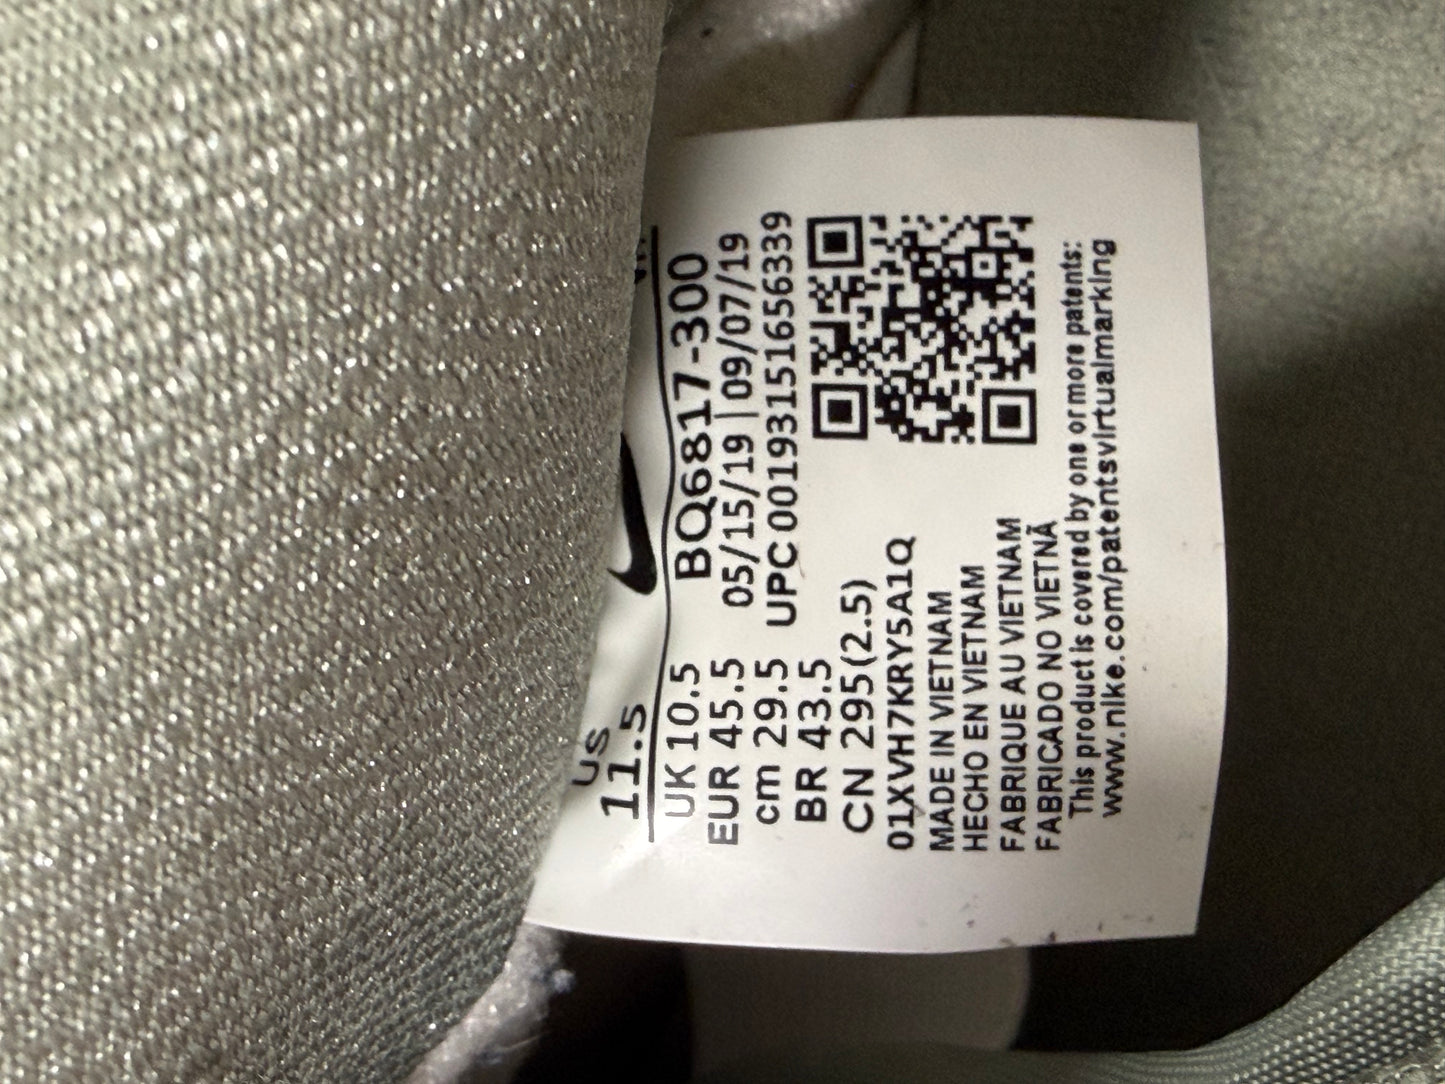 US
11.5
UK 10.5
EUR 45.5
cm 29.5
BR 43.5
CN 295(2.5)
BQ6817-300
05/15/19 | 09/07/19
UPC 00193151656339
01XVH7KRY5A1Q
MADE IN VIETNAM
HECHO EN VIETNAM
FABRIQUE AU VIETNAM
FABRICADO NO VIETNÃ
This product is covered by one or more patents:
www.nike.com/patentsvirtualmarking